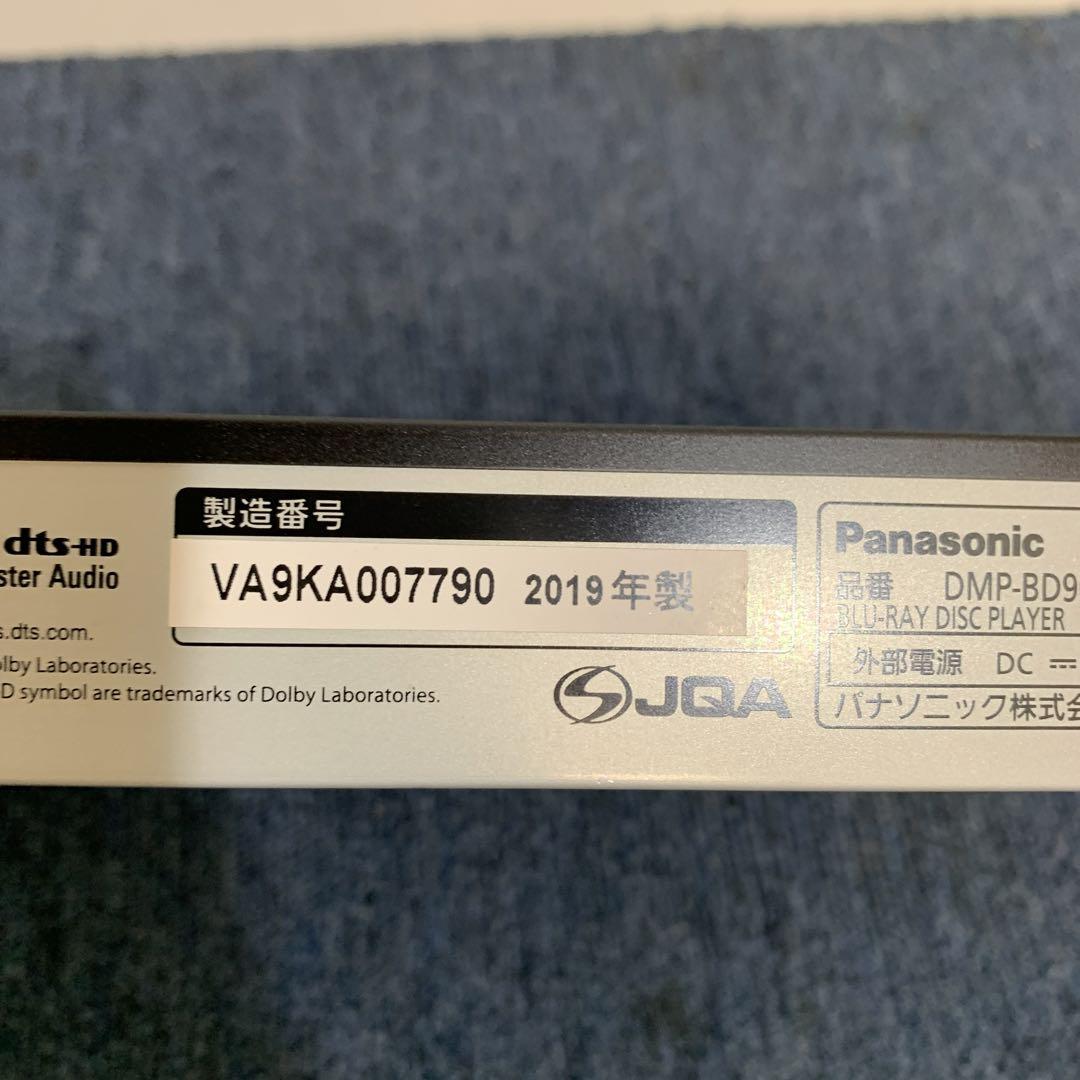 dts-HD
ster Audio
s.dts.com.
lby Laboratories.
D symbol are trademarks of Dolby Laboratories.
製造番号
VA9KA007790 2019年製
JQA
Panasonic
品番 DMP-BD9
BLU-RAY DISC PLAYER
外部電源 DC ⎓
パナソニック株式会